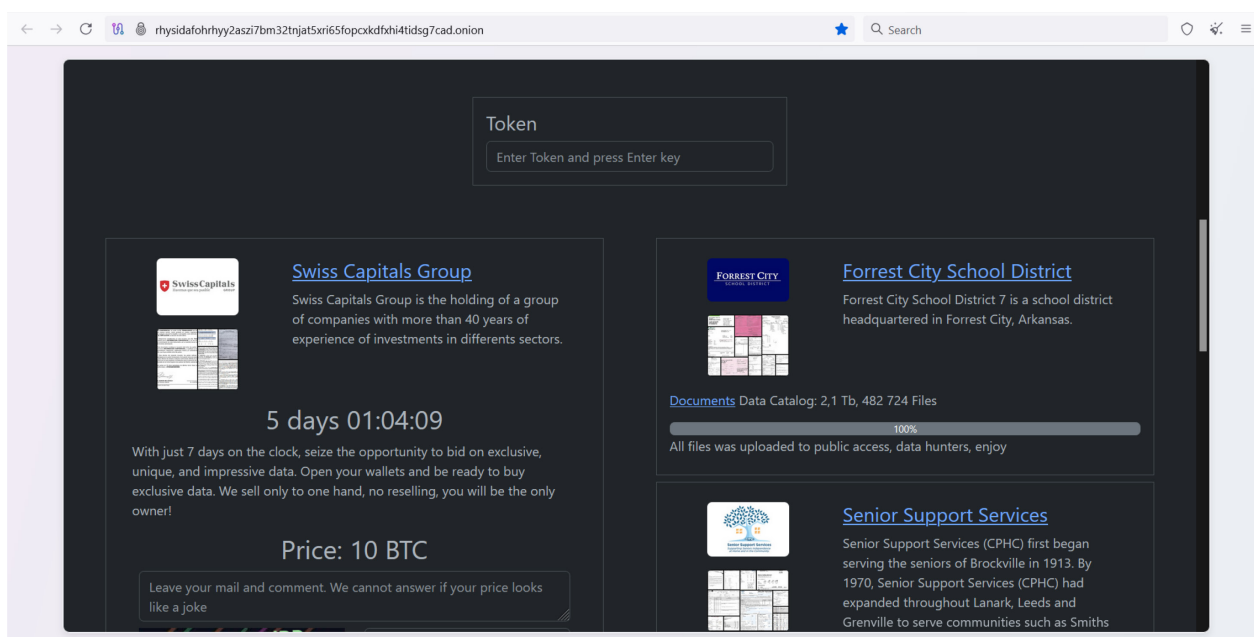 rhysidafohrhyy2aszi7bm32tnjat5xri65fopcxkdfxhi4tidsg7cad.onion
Search
Token
Enter Token and press Enter key
SwissCapitals
Swiss Capitals Group
Swiss Capitals Group is the holding of a group
of companies with more than 40 years of
experience of investments in differents sectors.
5 days 01:04:09
With just 7 days on the clock, seize the opportunity to bid on exclusive,
unique, and impressive data. Open your wallets and be ready to buy
exclusive data. We sell only to one hand, no reselling, you will be the only
owner!
Price: 10 BTC
Leave your mail and comment. We cannot answer if your price looks
like a joke
FORREST CITY
SCHOOL DISTRICT
Forrest City School District
Forrest City School District 7 is a school district
headquartered in Forrest City, Arkansas.
Documents Data Catalog: 2,1 Tb, 482 724 Files
100%
All files was uploaded to public access, data hunters, enjoy
Senior Support Services
Senior Support Services
Senior Support Services (CPHC) first began
serving the seniors of Brockville in 1913. By
1970, Senior Support Services (CPHC) had
expanded throughout Lanark, Leeds and
Grenville to serve communities such as Smiths